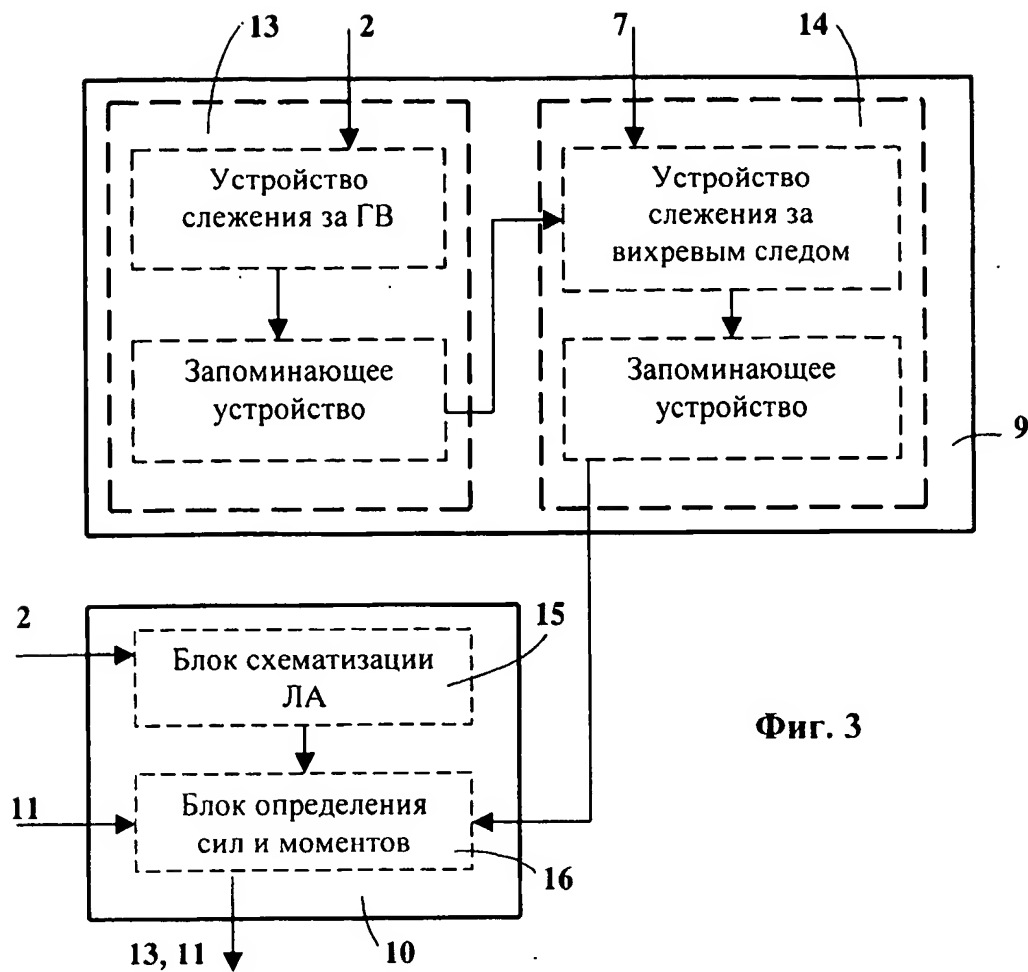 13
2
7
14
Устройство
слежения за ГВ
Устройство
слежения за
вихревым следом
Запоминающее
устройство
Запоминающее
устройство
9
2
15
Блок схематизации
ЛА
Фиг. 3
11
Блок определения
сил и моментов
16
13, 11
10